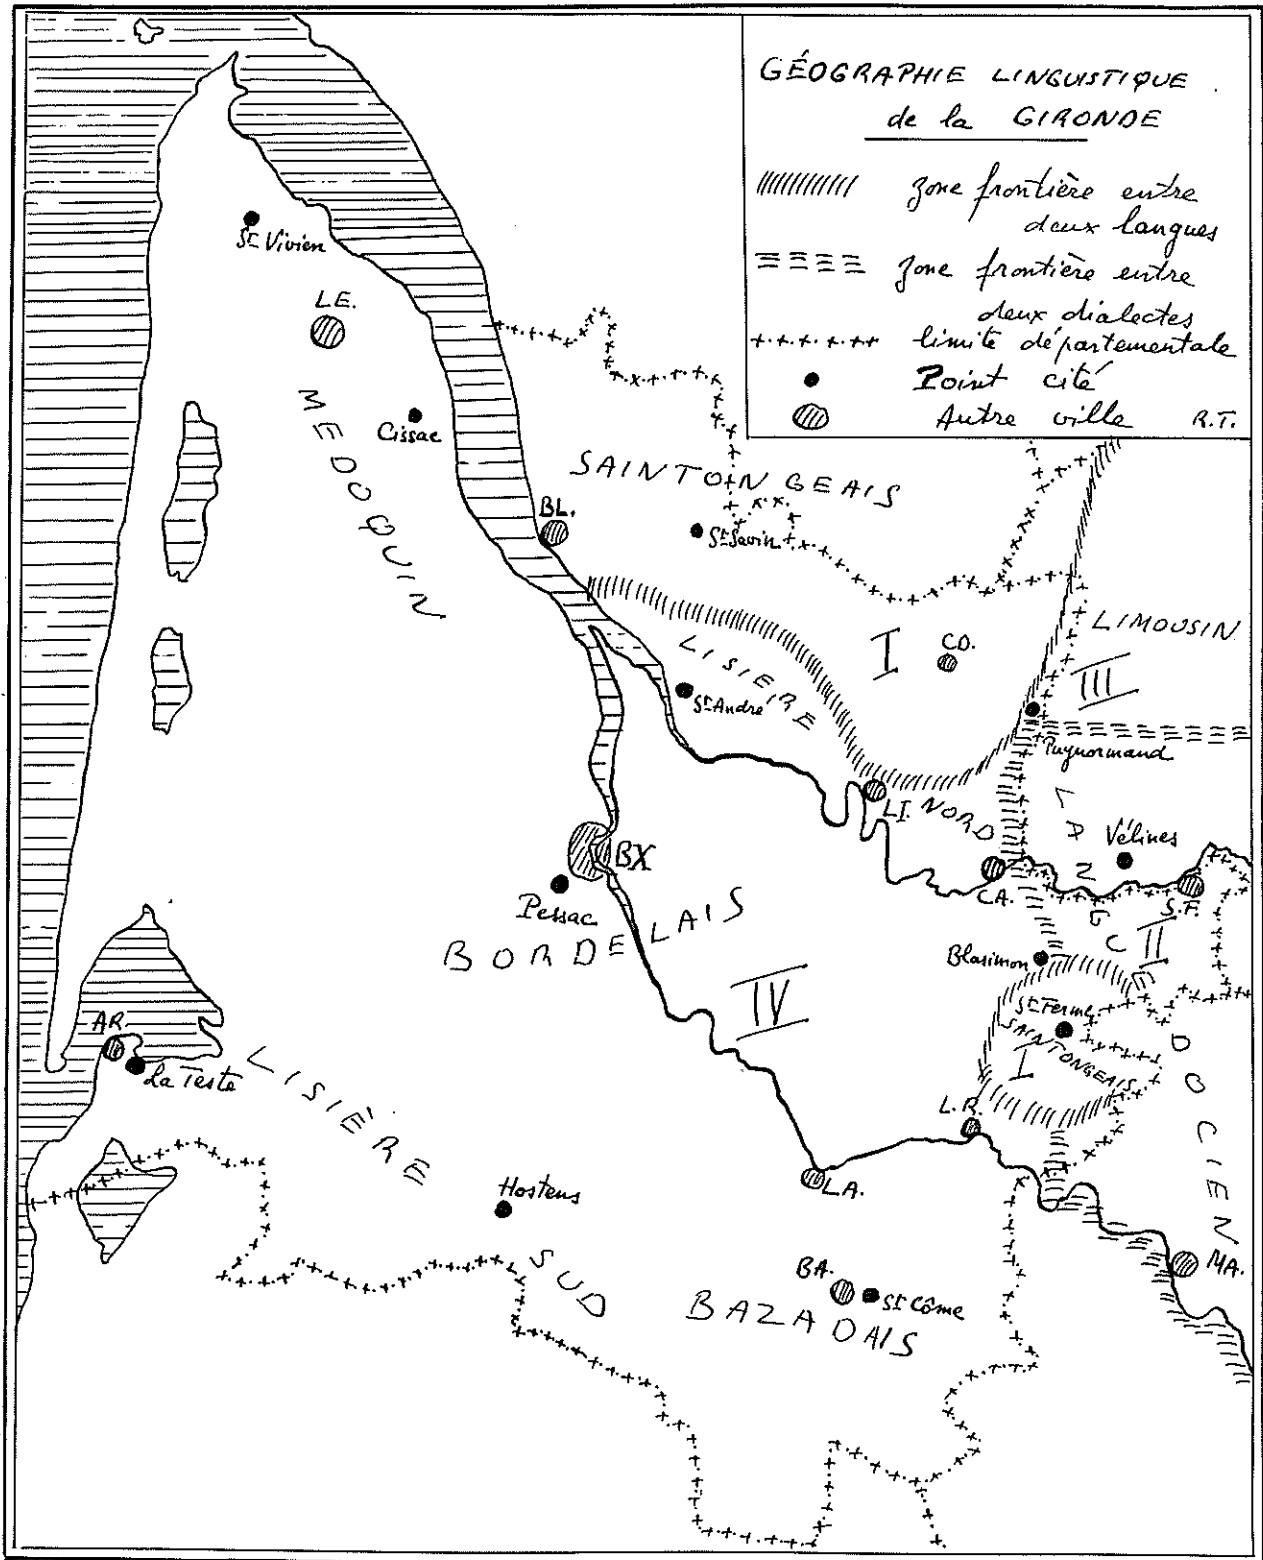 GÉOGRAPHIE LINGUISTIQUE
de la GIRONDE
zone frontière entre
deux langues
zone frontière entre
deux dialectes
limite départementale
Point cité
Autre ville R.T.
St Vivien
LE.
MEDOQUIN
Cissac
SAINTONGEAIS
BL.
St Savin
LISIERE
I
CO.
LIMOUSIN
III
St André
Puynormand
LI.
NORD
LANGUEDOCIEN
Vélines
BX
CA.
S.F.
Pessac
BORDELAIS
II
Blasimon
IV
St Ferme
SAINTONGEAIS
I
AR.
La Teste
LISIÈRE
L.R.
LA.
Hostens
SUD
BA.
St Côme
MA.
BAZADAIS